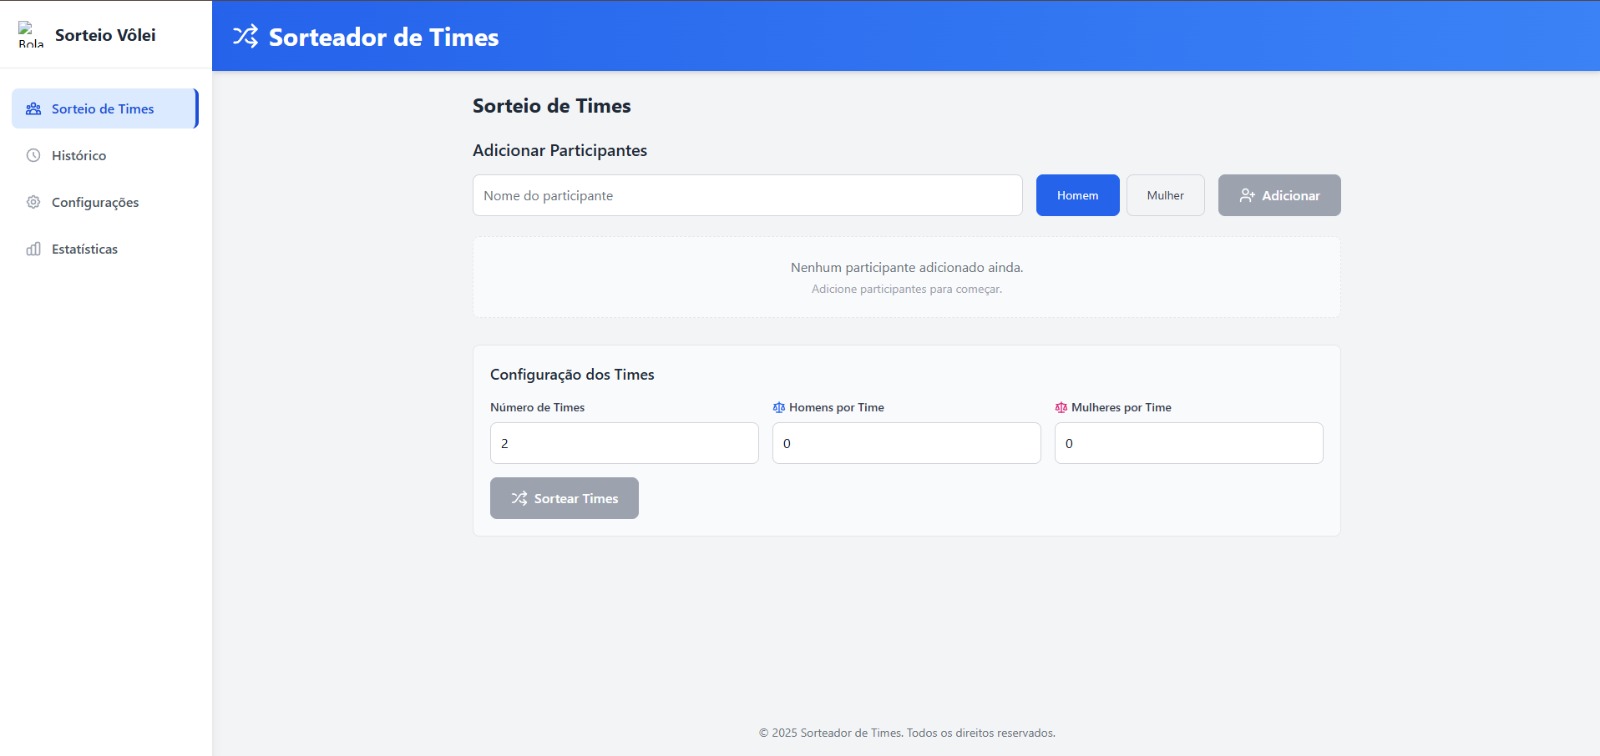 Bola
Sorteio Vôlei
Sorteio de Times
Histórico
Configurações
Estatísticas
Sorteador de Times
Sorteio de Times
Adicionar Participantes
Nome do participante
Homem
Mulher
Adicionar
Nenhum participante adicionado ainda.
Adicione participantes para começar.
Configuração dos Times
Número de Times
Homens por Time
Mulheres por Time
2
0
0
Sortear Times
© 2025 Sorteador de Times. Todos os direitos reservados.